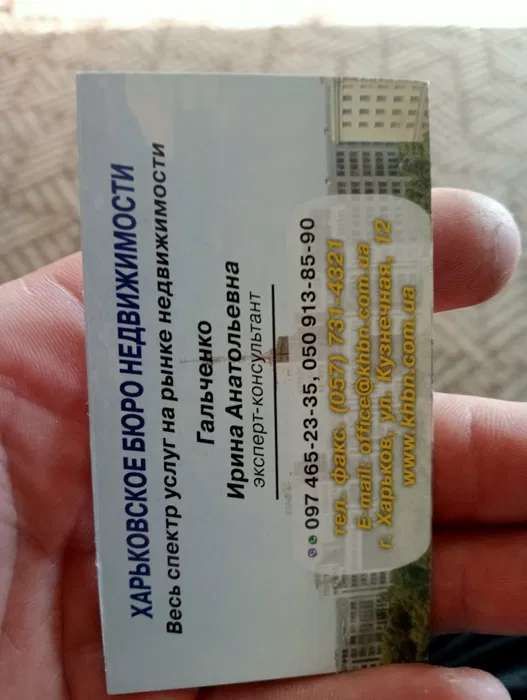 ХАРЬКОВСКОЕ БЮРО НЕДВИЖИМОСТИ
Весь спектр услуг на рынке недвижимости
Гальченко
Ирина Анатольевна
эксперт-консультант
097 465-23-35, 050 913-85-90
тел. факс. (057) 731-4321
E-mail: office@khbn.com.ua
г. Харьков, ул. Кузнечная, 12
www.khbn.com.ua